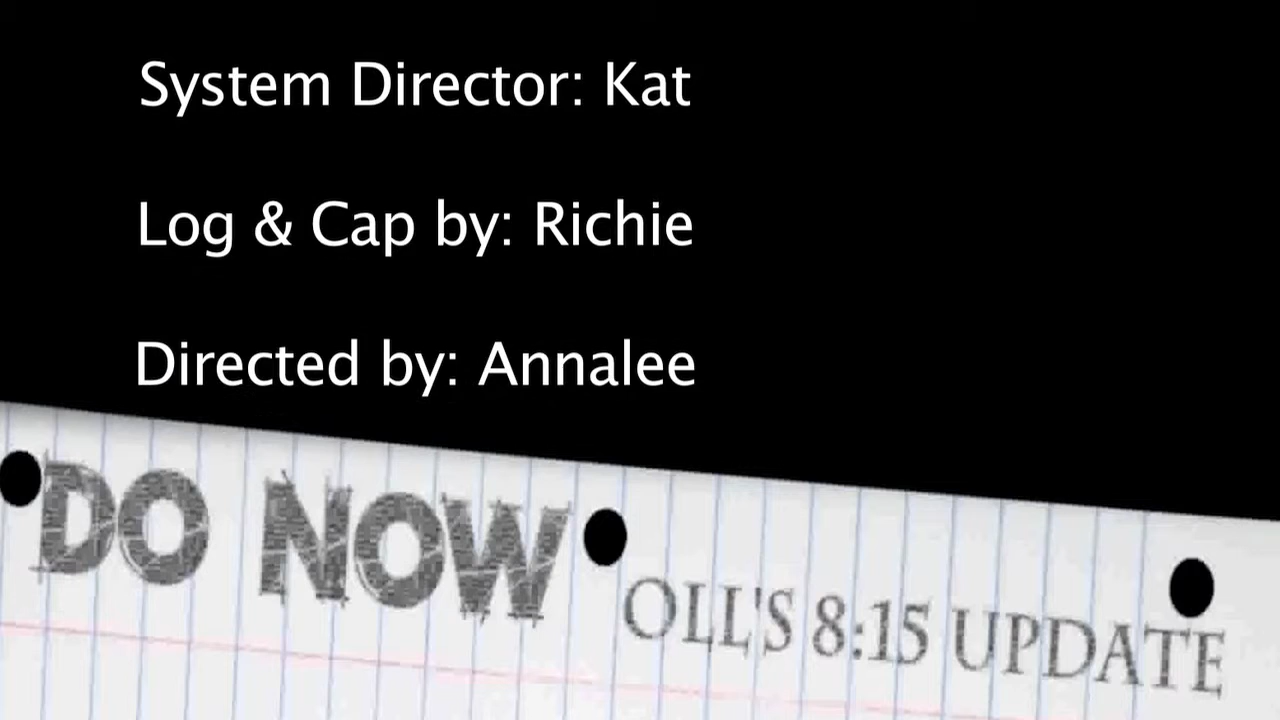 System Director: Kat
Log & Cap by: Richie
Directed by: Annalee
DO NOW OLL'S 8:15 UPDATE